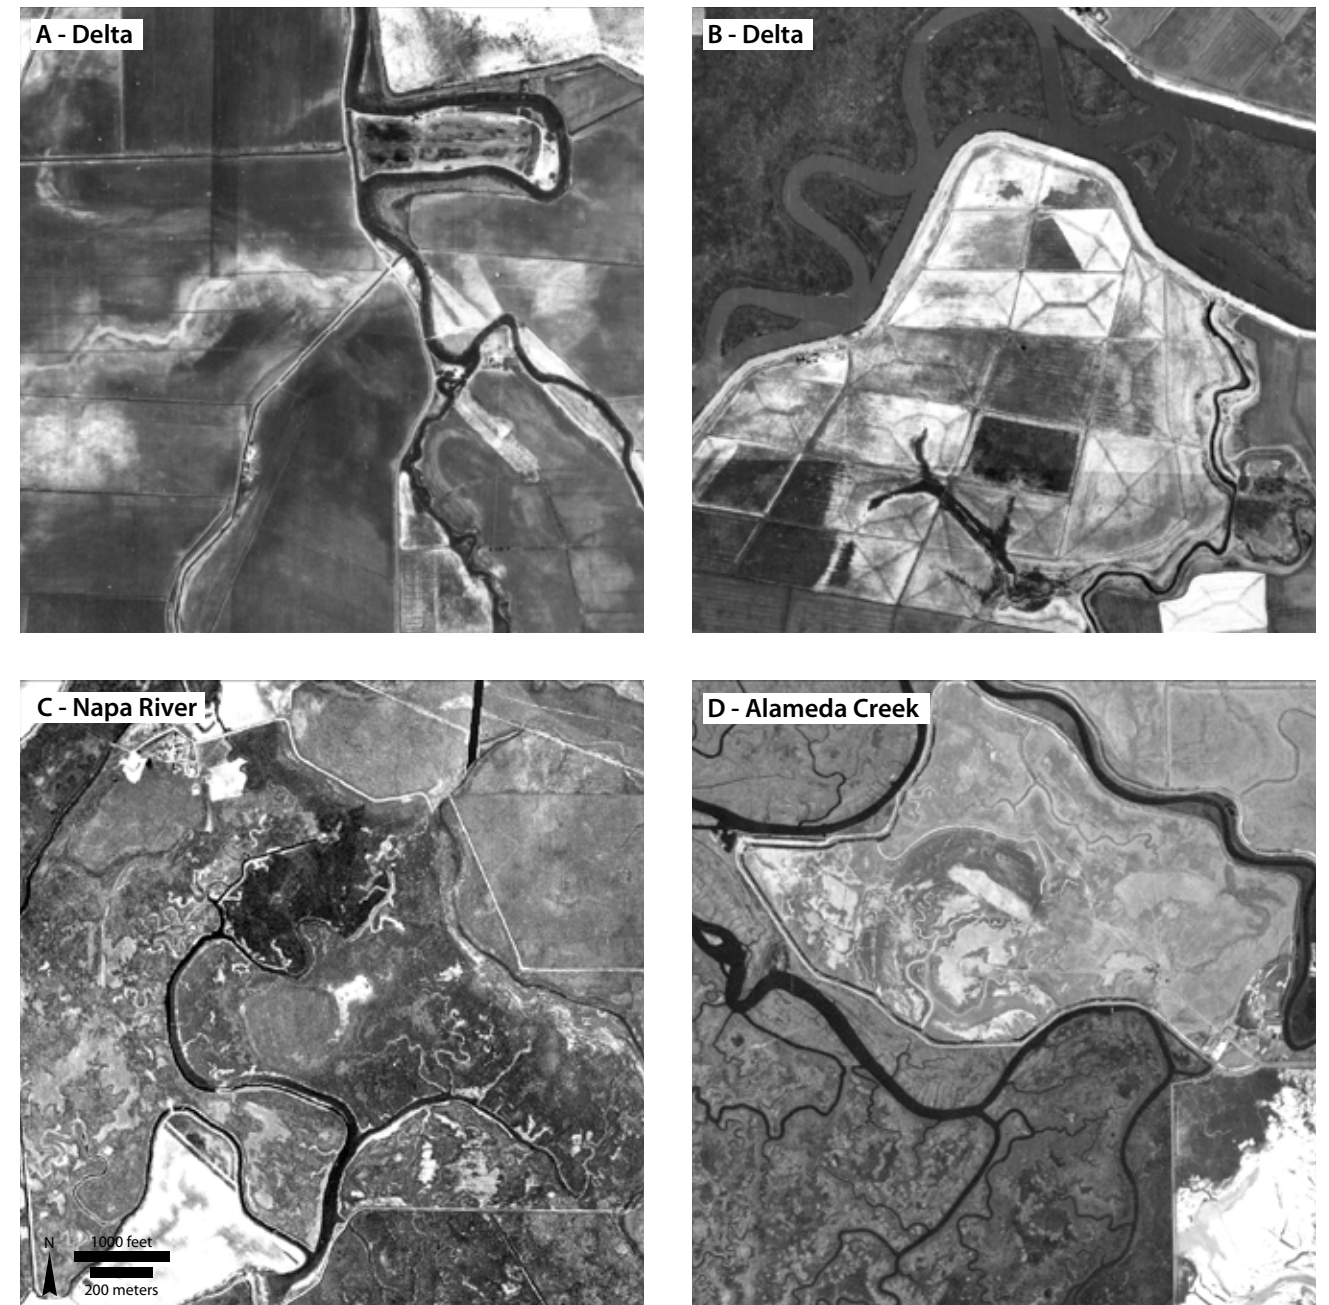 A - Delta
B - Delta
C - Napa River
D - Alameda Creek
N
1000 feet
200 meters